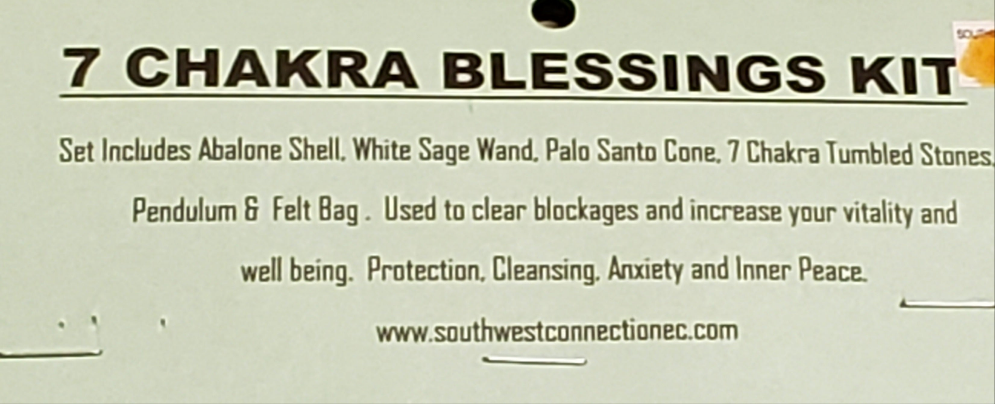 7 CHAKRA BLESSINGS KIT
Set Includes Abalone Shell, White Sage Wand, Palo Santo Cone, 7 Chakra Tumbled Stones,
Pendulum & Felt Bag . Used to clear blockages and increase your vitality and
well being. Protection, Cleansing, Anxiety and Inner Peace.
www.southwestconnectionec.com